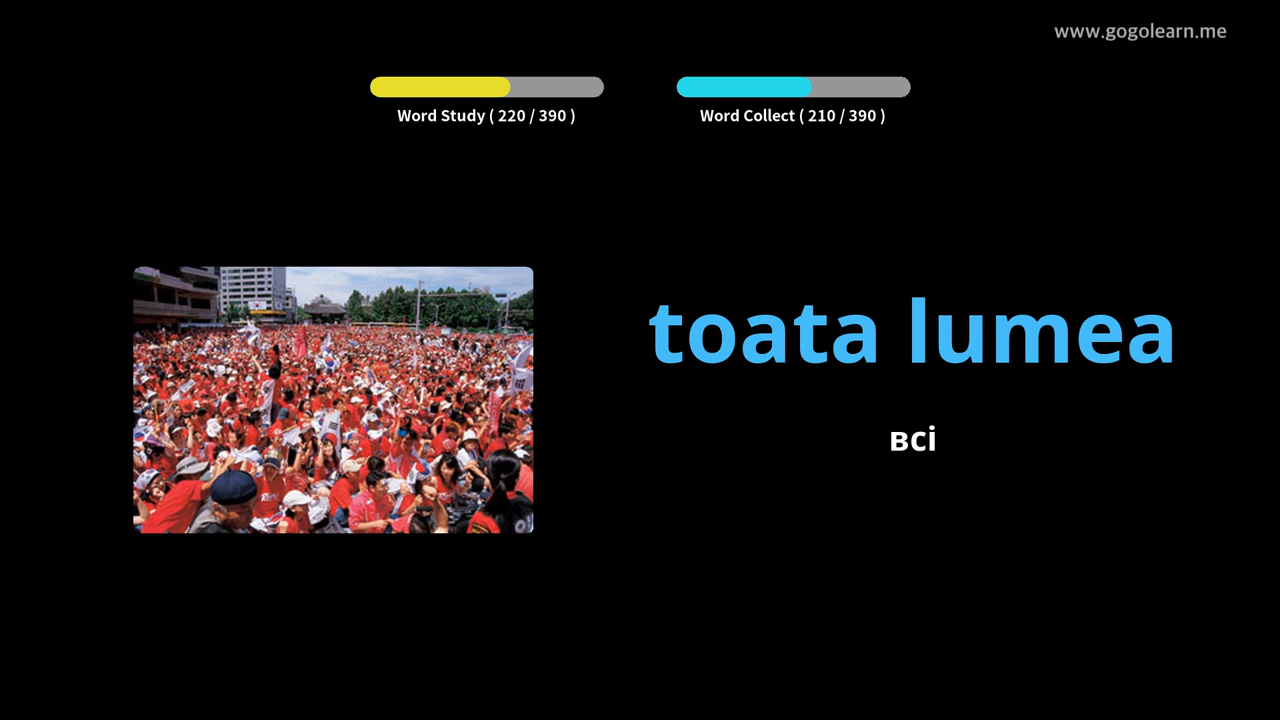 www.gogolearn.me
Word Study ( 220 / 390 )
Word Collect ( 210 / 390 )
toata lumea
всі